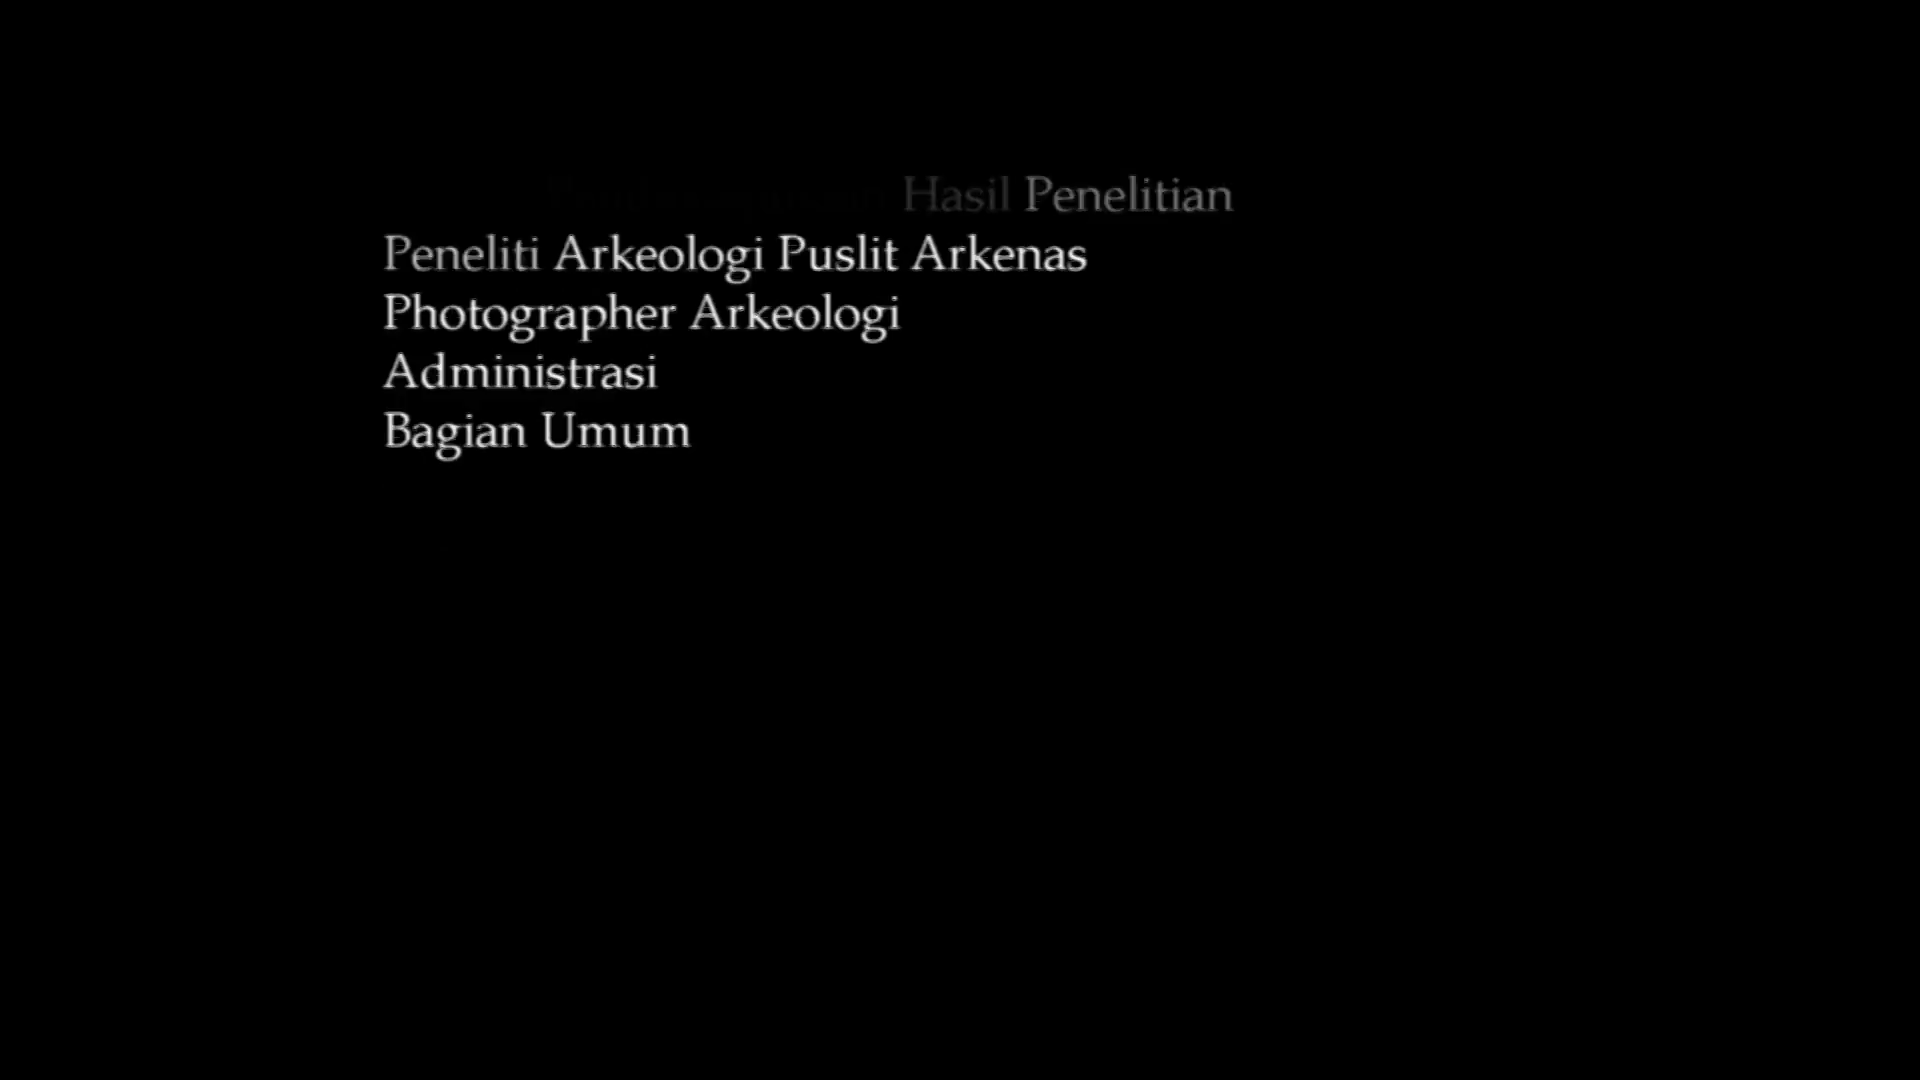 Hasil Penelitian
Peneliti Arkeologi Puslit Arkenas
Photographer Arkeologi
Administrasi
Bagian Umum